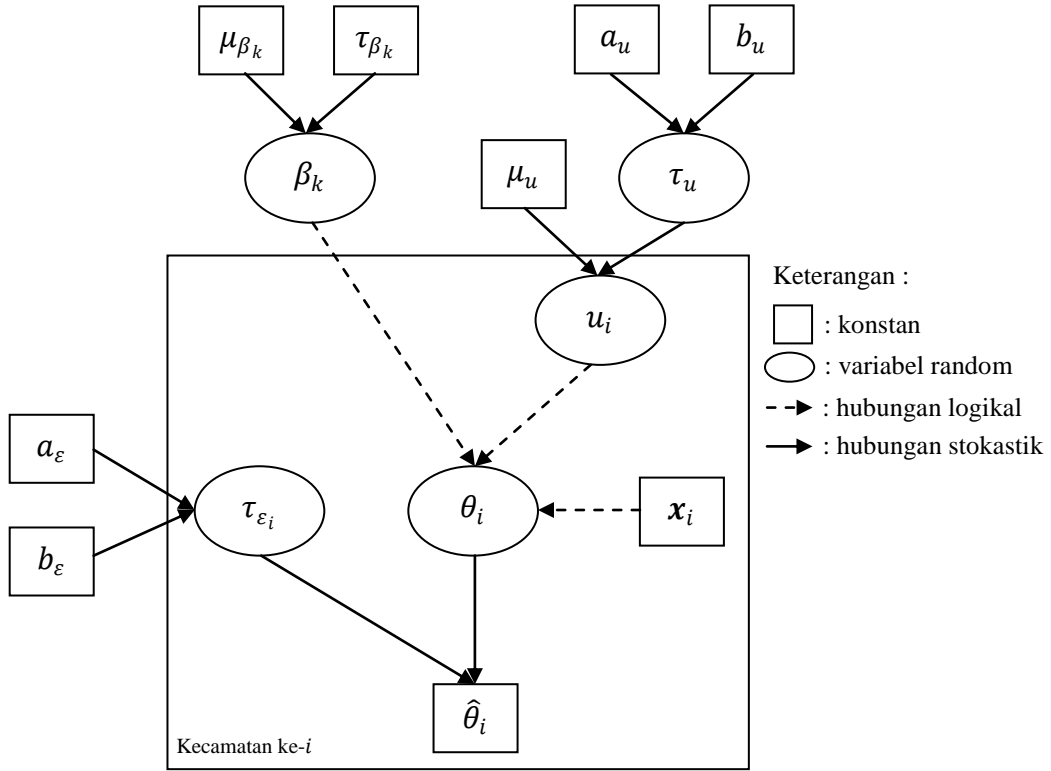 μ_{β_k}
τ_{β_k}
a_u
b_u
β_k
μ_u
τ_u
u_i
Keterangan :
: konstan
: variabel random
: hubungan logikal
: hubungan stokastik
a_ε
b_ε
τ_{ε_i}
θ_i
x_i
θ̂_i
Kecamatan ke-i